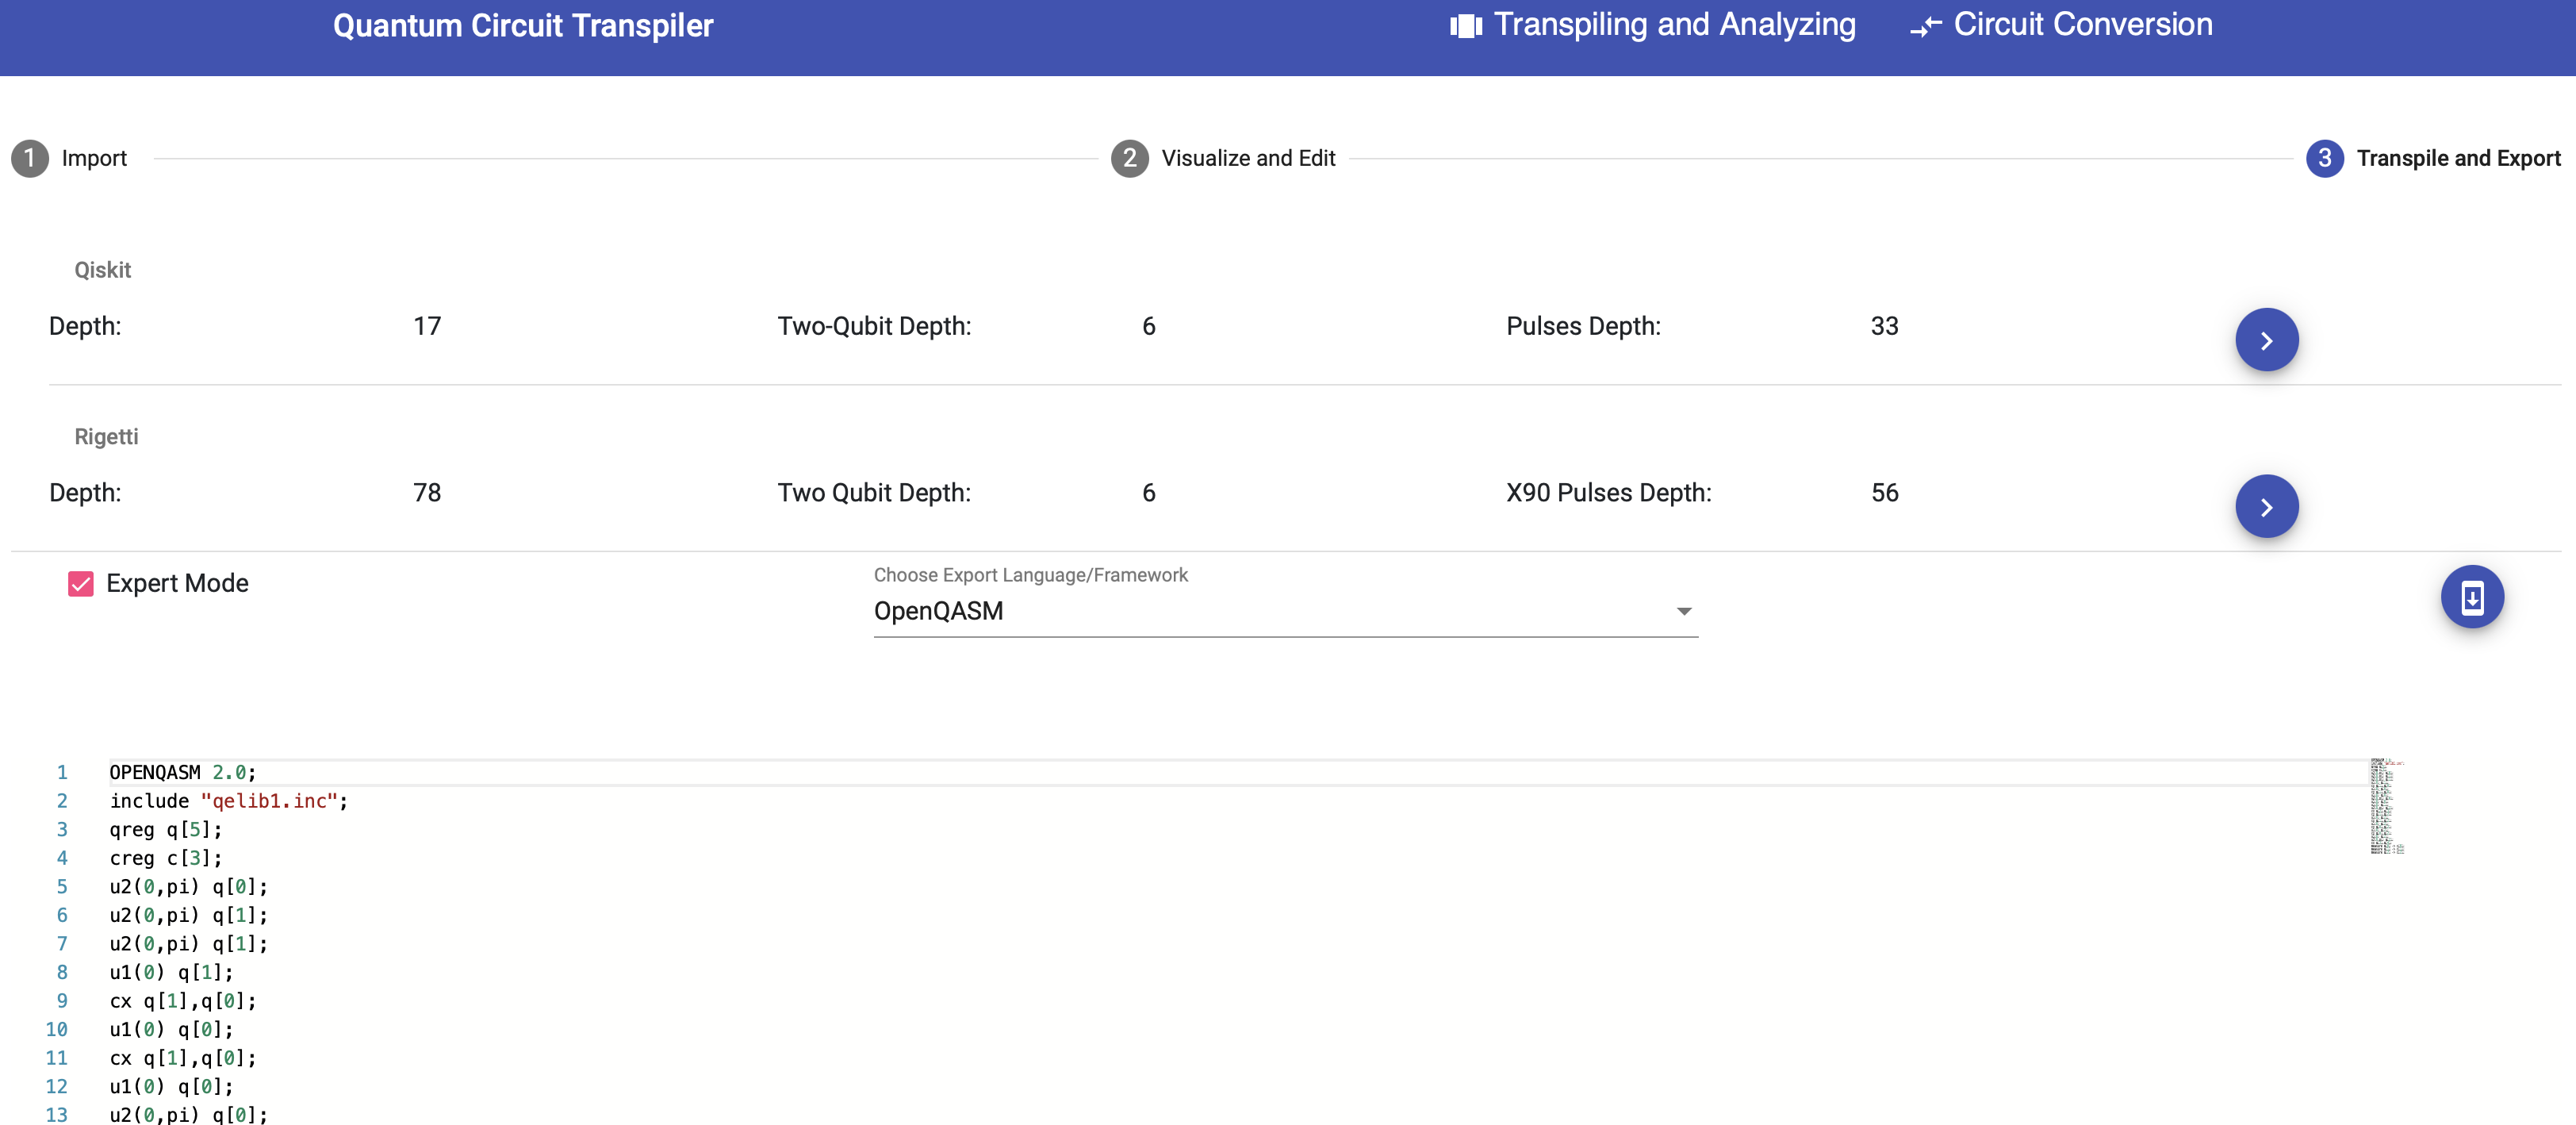 Quantum Circuit Transpiler Transpiling and Analyzing Circuit Conversion
1 Import 2 Visualize and Edit 3 Transpile and Export
Qiskit
Depth: 17 Two-Qubit Depth: 6 Pulses Depth: 33
Rigetti
Depth: 78 Two Qubit Depth: 6 X90 Pulses Depth: 56
Expert Mode
Choose Export Language/Framework
OpenQASM
1 OPENQASM 2.0;
2 include "qelib1.inc";
3 qreg q[5];
4 creg c[3];
5 u2(0,pi) q[0];
6 u2(0,pi) q[1];
7 u2(0,pi) q[1];
8 u1(0) q[1];
9 cx q[1],q[0];
10 u1(0) q[0];
11 cx q[1],q[0];
12 u1(0) q[0];
13 u2(0,pi) q[0];